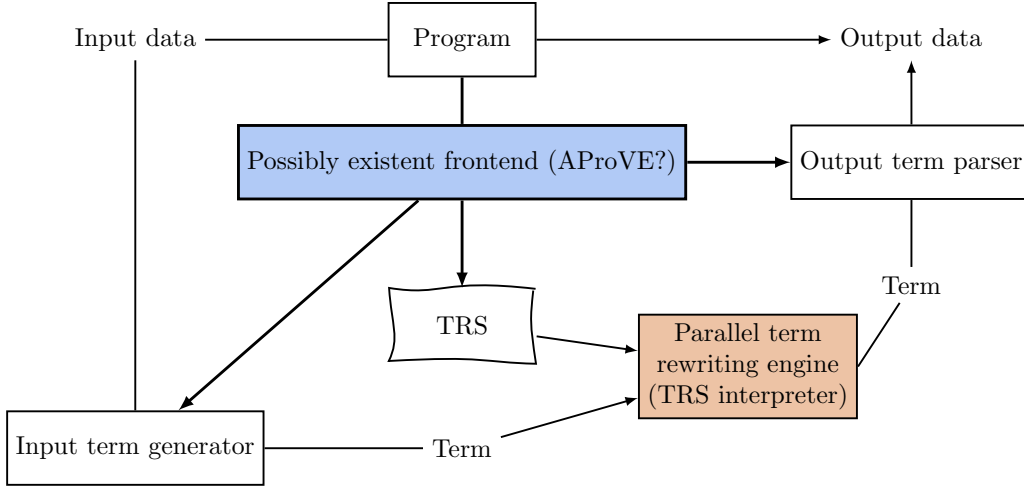 Input data
Program
Output data
Possibly existent frontend (AProVE?)
Output term parser
Term
TRS
Parallel term
rewriting engine
(TRS interpreter)
Input term generator
Term